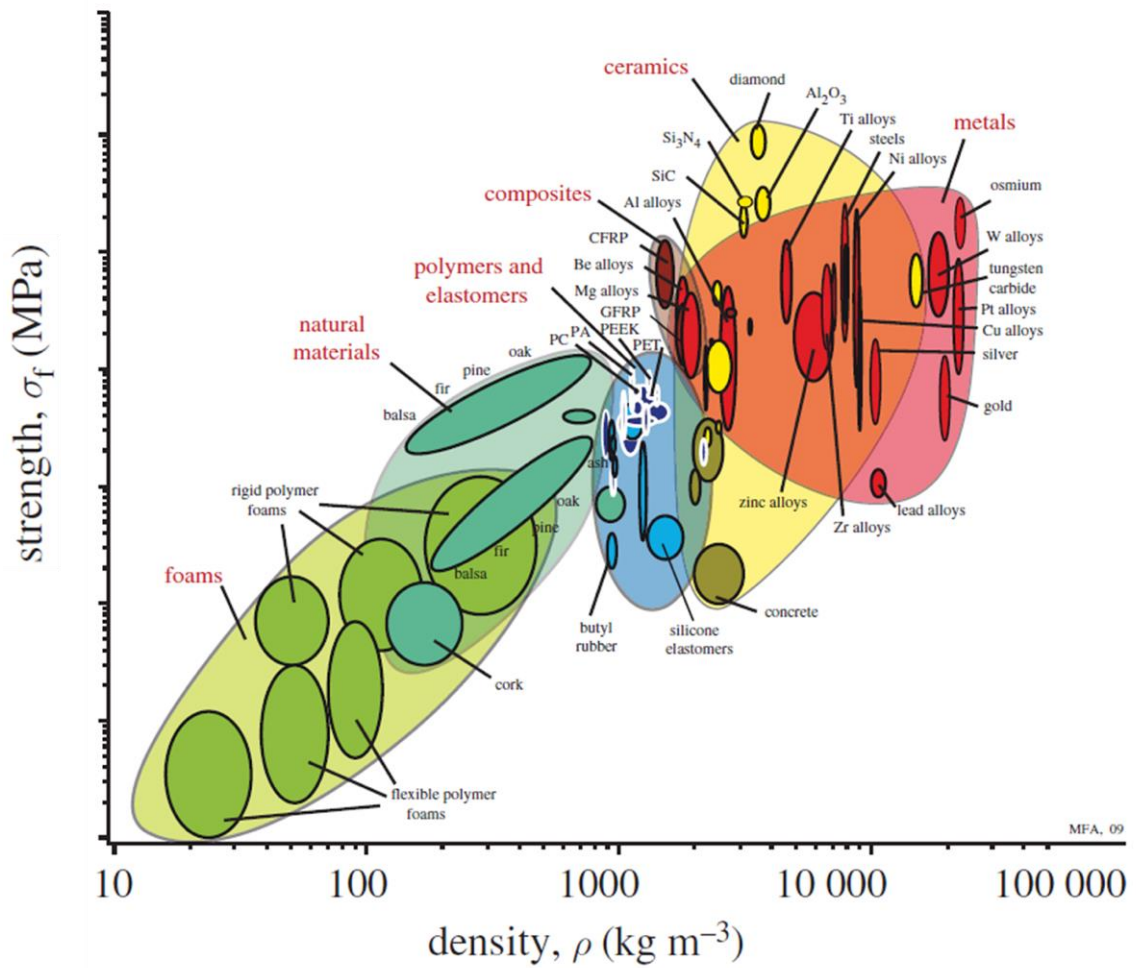 ceramics
diamond
Al2O3
Si3N4
Ti alloys
steels
metals
Ni alloys
SiC
composites
Al alloys
osmium
CFRP
W alloys
polymers and
elastomers
Be alloys
tungsten
carbide
Mg alloys
GFRP
Pt alloys
natural
materials
PC
PA
PEEK
Cu alloys
PET
silver
oak
pine
fir
balsa
gold
ash
rigid polymer
foams
oak
pine
fir
balsa
zinc alloys
Zr alloys
lead alloys
foams
concrete
butyl
rubber
silicone
elastomers
cork
flexible polymer
foams
MFA, 09
strength, σf (MPa)
10
100
1000
10 000
100 000
density, ρ (kg m−3)